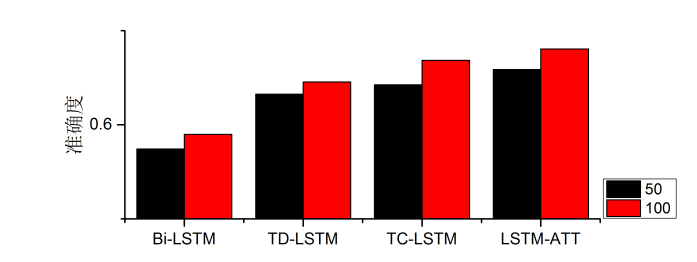 准确度
0.6
Bi-LSTM
TD-LSTM
TC-LSTM
LSTM-ATT
50
100